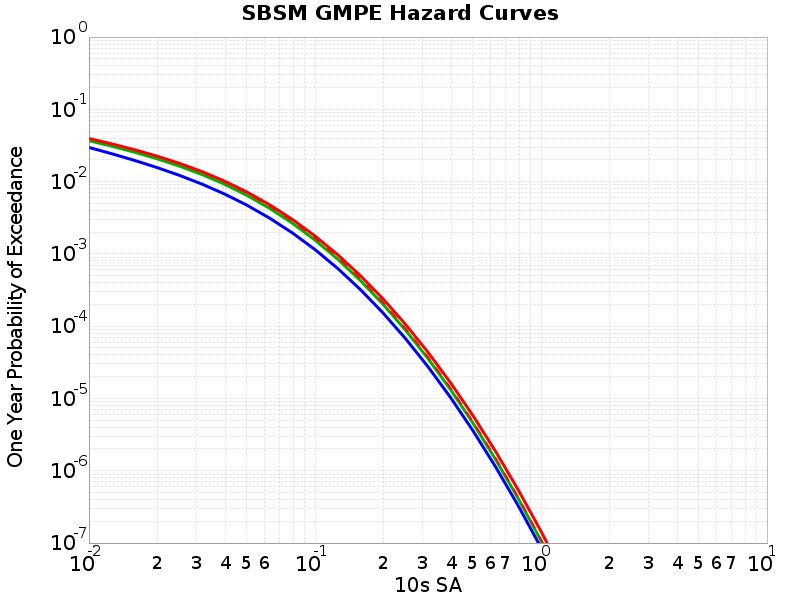 SBSM GMPE Hazard Curves
One Year Probability of Exceedance
10^0
10^-1
10^-2
10^-3
10^-4
10^-5
10^-6
10^-7
10^-2 2 3 4 5 6 10^-1 2 3 4 5 6 7 10^0 2 3 4 5 6 7 10^1
10s SA